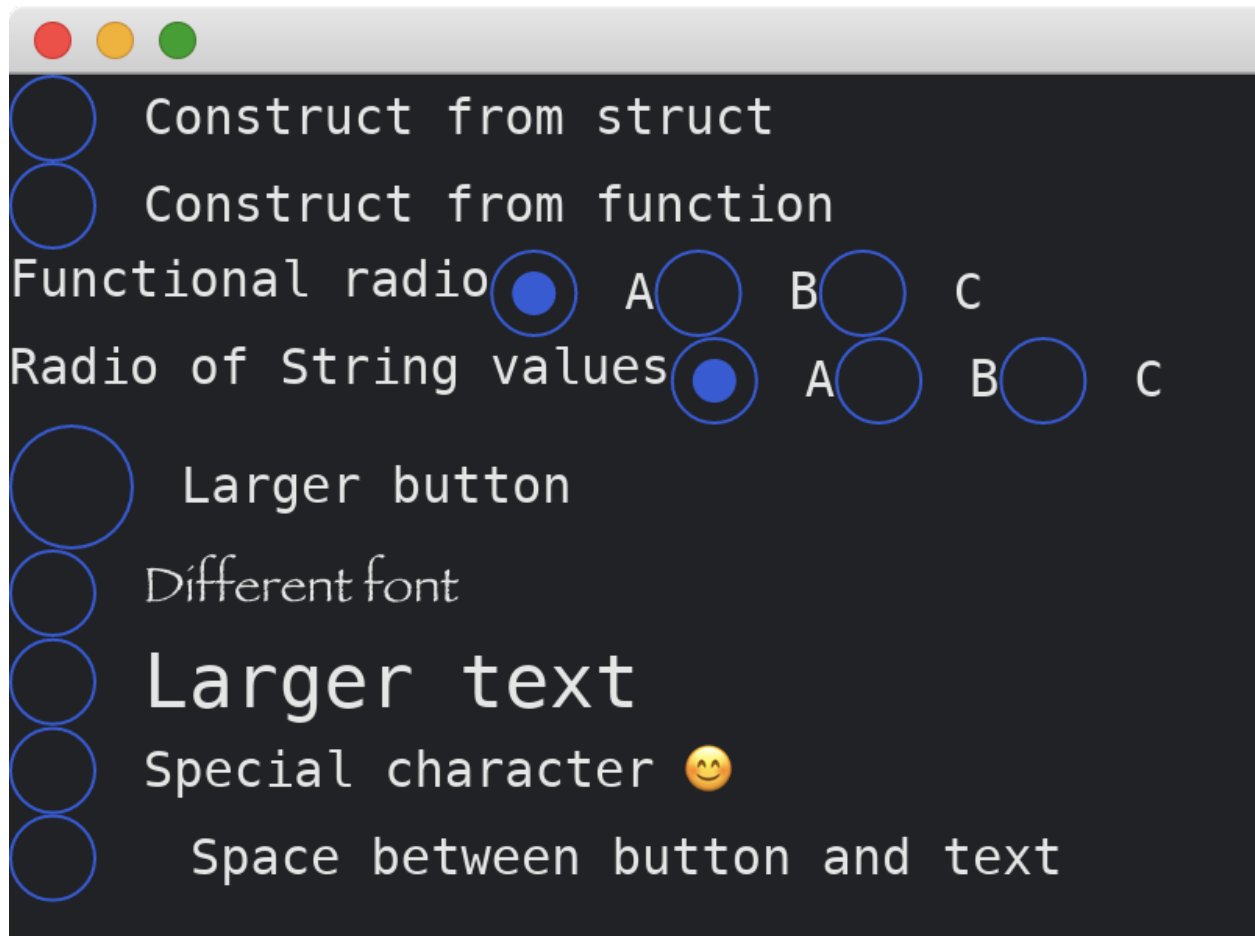 Construct from struct
Construct from function
Functional radio A B C
Radio of String values A B C
Larger button
Different font
Larger text
Special character 😊
Space between button and text